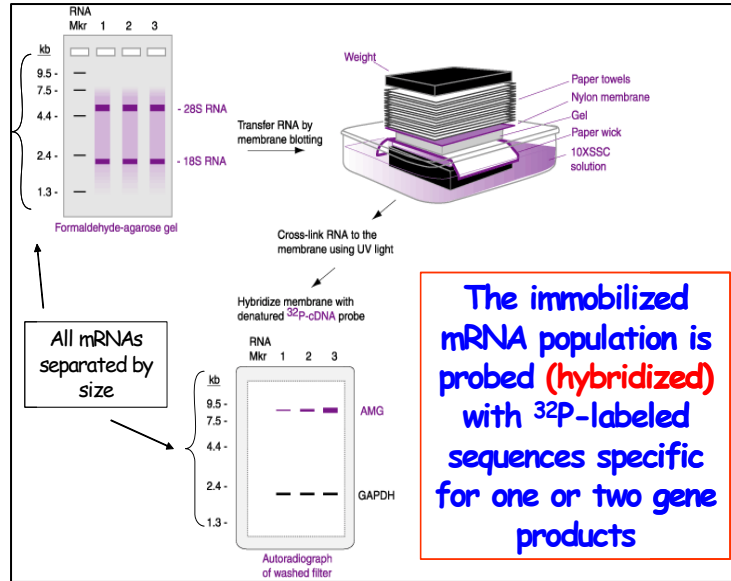 RNA
Mkr 1 2 3
kb
9.5 -
7.5 -
4.4 -
2.4 -
1.3 -
- 28S RNA
- 18S RNA
Formaldehyde-agarose gel
Transfer RNA by
membrane blotting
Weight
Paper towels
Nylon membrane
Gel
Paper wick
10XSSC
solution
Cross-link RNA to the
membrane using UV light
Hybridize membrane with
denatured ³²P-cDNA probe
All mRNAs
separated by
size
RNA
Mkr 1 2 3
kb
9.5 -
7.5 -
4.4 -
2.4 -
1.3 -
AMG
GAPDH
Autoradiograph
of washed filter
The immobilized
mRNA population is
probed (hybridized)
with ³²P-labeled
sequences specific
for one or two gene
products